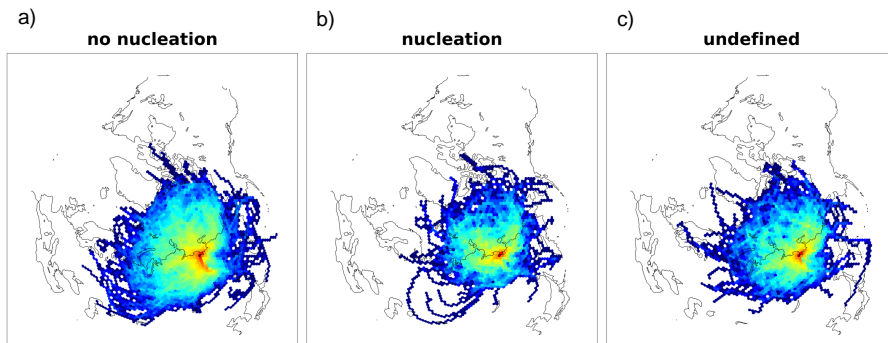 a)
no nucleation
b)
nucleation
c)
undefined